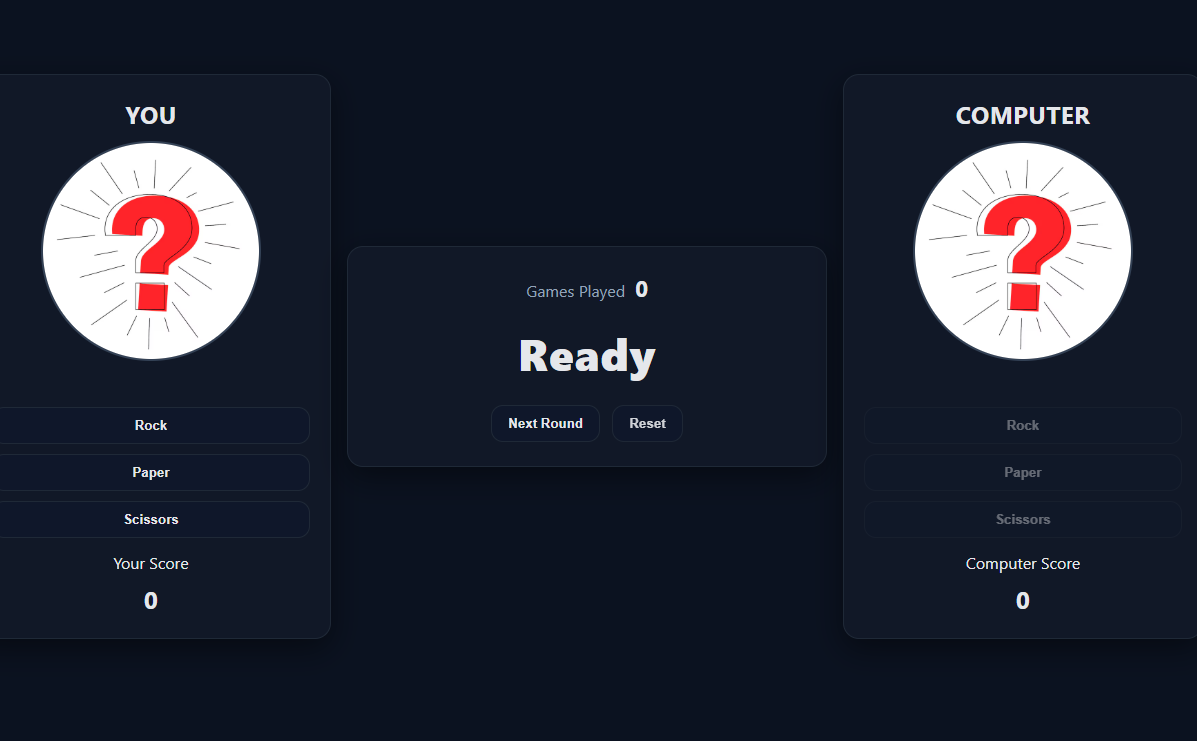 YOU
?
Rock
Paper
Scissors
Your Score
0
Games Played 0
Ready
Next Round Reset
COMPUTER
?
Rock
Paper
Scissors
Computer Score
0